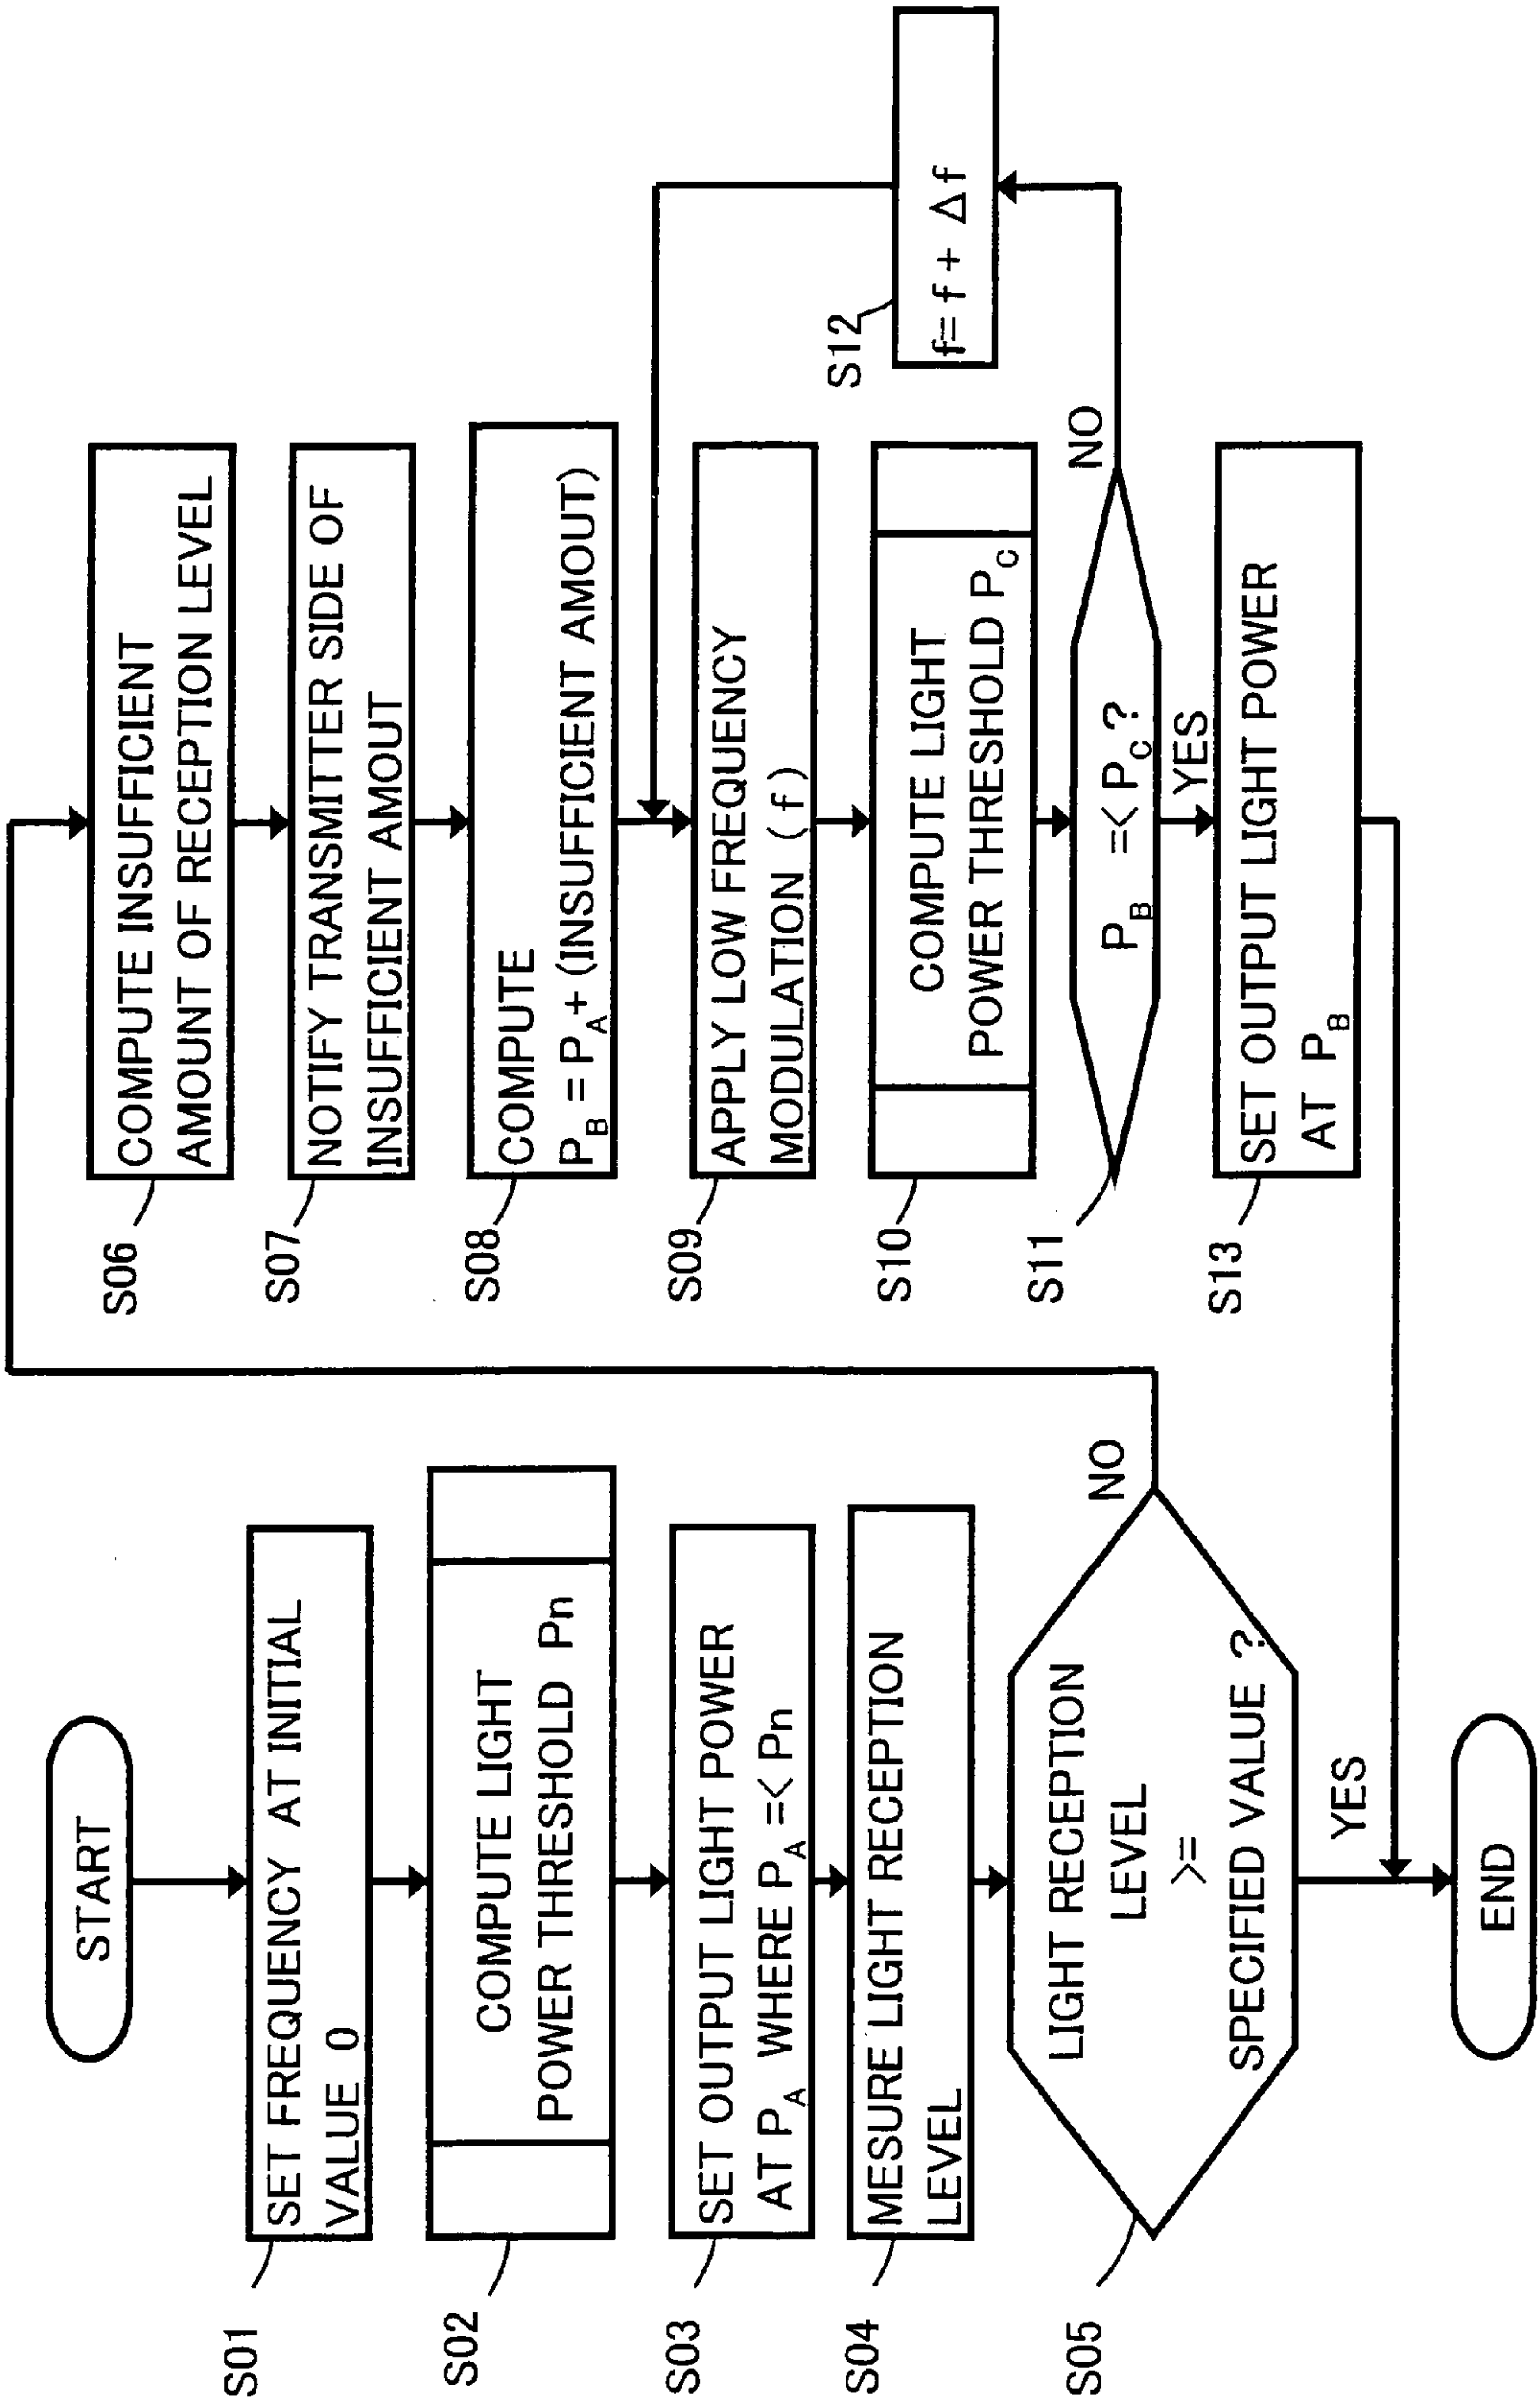 START
S01
SET FREQUENCY AT INITIAL
VALUE 0
S02
COMPUTE LIGHT
POWER THRESHOLD Pn
S03
SET OUTPUT LIGHT POWER
AT PA WHERE PA =< Pn
S04
MESURE LIGHT RECEPTION
LEVEL
S05
LIGHT RECEPTION
LEVEL
>=
SPECIFIED VALUE ?
NO
YES
END
S06
COMPUTE INSUFFICIENT
AMOUNT OF RECEPTION LEVEL
S07
NOTIFY TRANSMITTER SIDE OF
INSUFFICIENT AMOUT
S08
COMPUTE
PB = PA + (INSUFFICIENT AMOUT)
S09
APPLY LOW FREQUENCY
MODULATION (f)
S10
COMPUTE LIGHT
POWER THRESHOLD PC
S11
PB =< PC ?
NO
YES
S12
f= f + Δf
S13
SET OUTPUT LIGHT POWER
AT PB